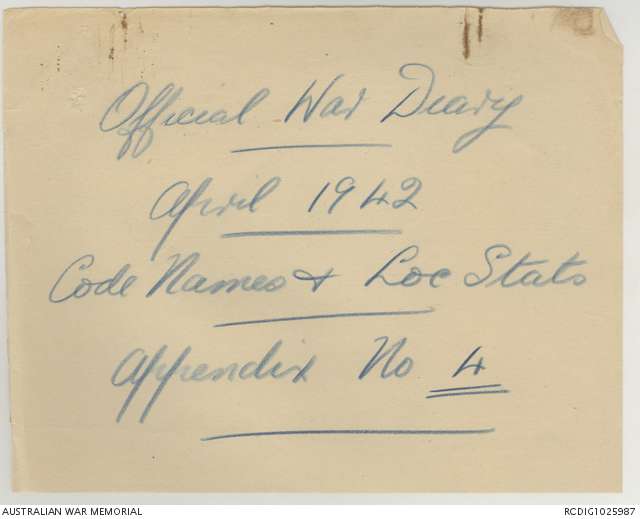 Official War Diary
April 1942
Code Names & Loc Stats
Appendix No 4
AUSTRALIAN WAR MEMORIAL RCDIG1025987